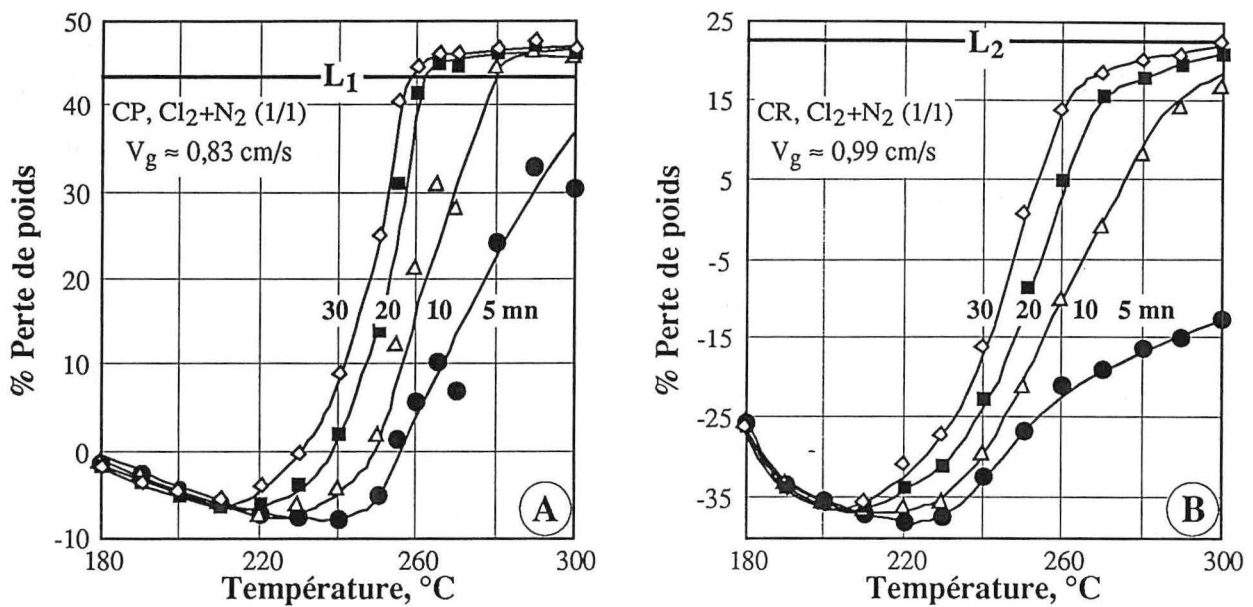 % Perte de poids
50
40
30
20
10
0
-10
L1
CP, Cl2+N2 (1/1)
Vg ≈ 0,83 cm/s
30 20 10 5 mn
A
180 220 260 300
Température, °C
% Perte de poids
25
15
5
-5
-15
-25
-35
L2
CR, Cl2+N2 (1/1)
Vg ≈ 0,99 cm/s
30 20 10 5 mn
B
180 220 260 300
Température, °C